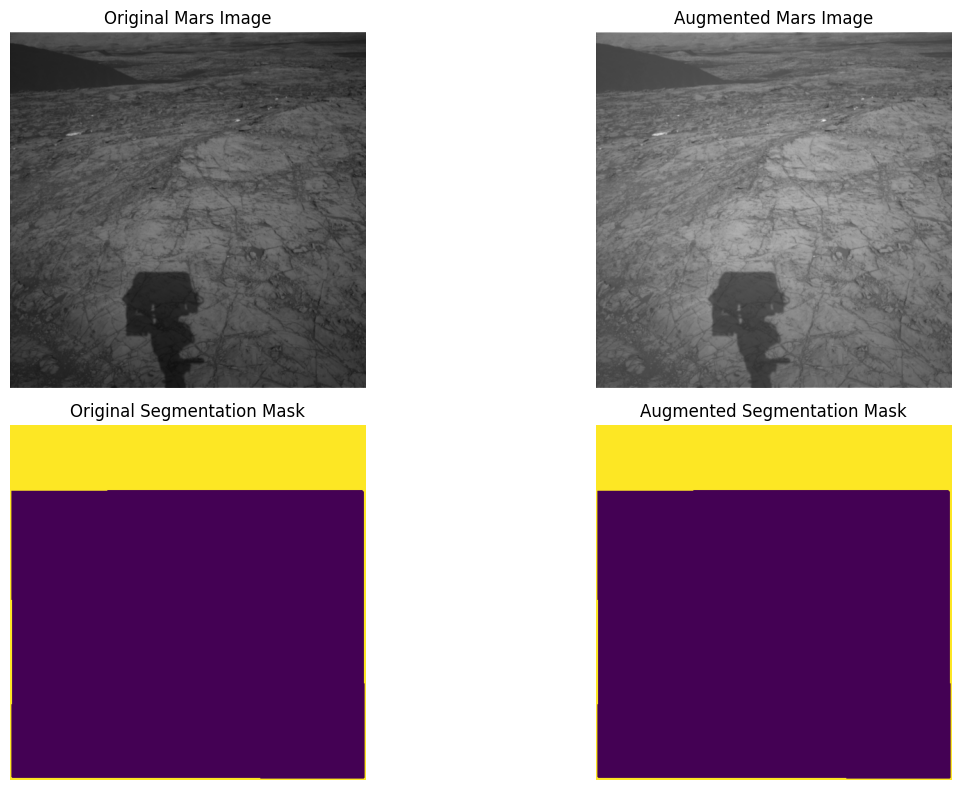 Original Mars Image
Augmented Mars Image
Original Segmentation Mask
Augmented Segmentation Mask